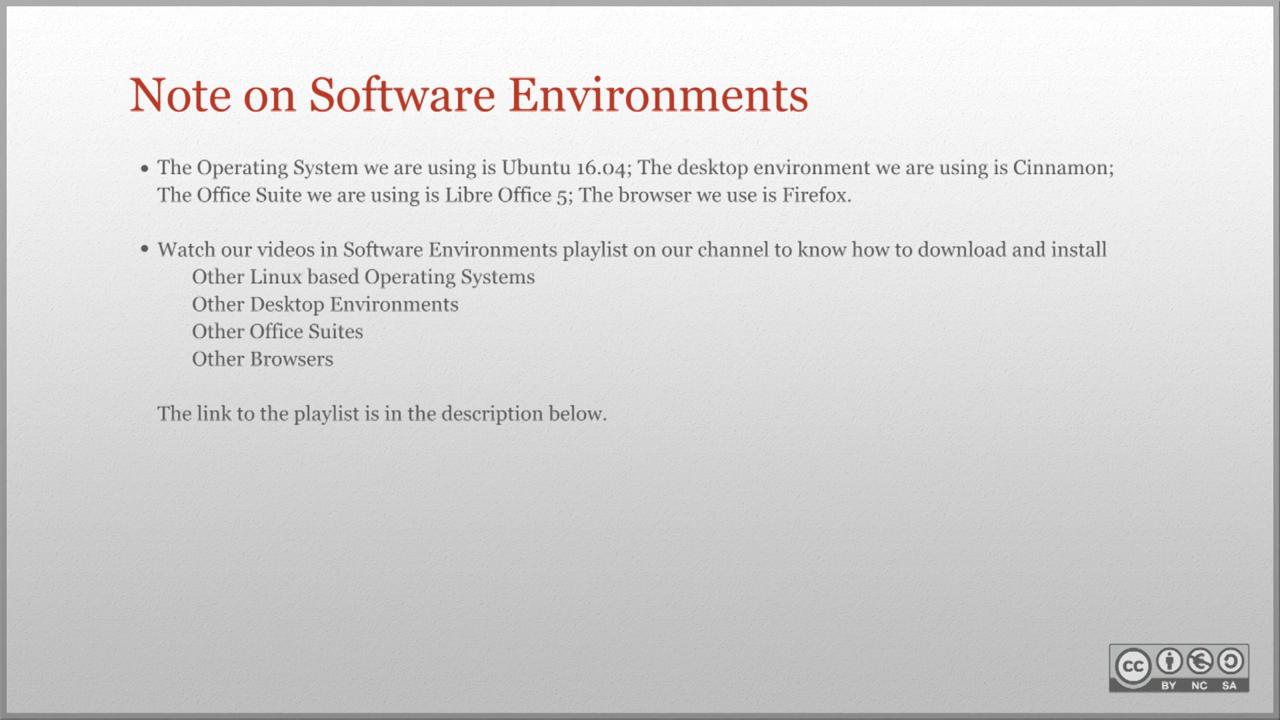 Note on Software Environments
• The Operating System we are using is Ubuntu 16.04; The desktop environment we are using is Cinnamon;
The Office Suite we are using is Libre Office 5; The browser we use is Firefox.
• Watch our videos in Software Environments playlist on our channel to know how to download and install
Other Linux based Operating Systems
Other Desktop Environments
Other Office Suites
Other Browsers
The link to the playlist is in the description below.
CC
BY NC SA